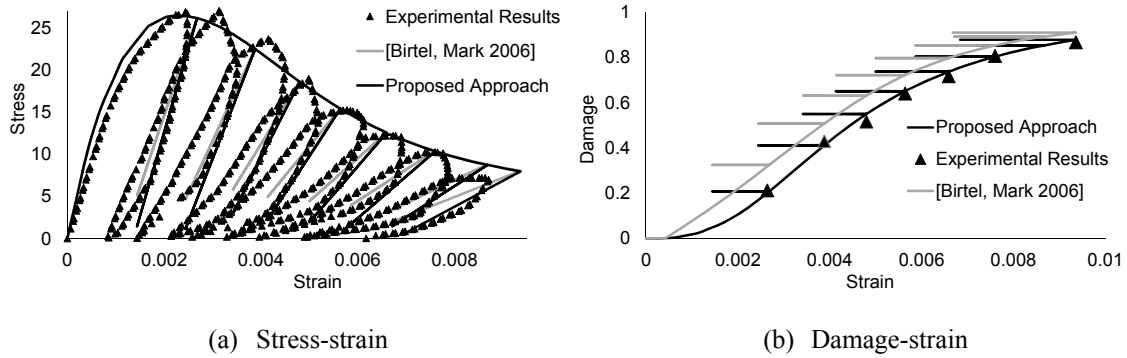 Stress
25
20
15
10
5
0
0
0.002
0.004
0.006
0.008
Strain
Experimental Results
[Birtel, Mark 2006]
Proposed Approach
(a) Stress-strain
Damage
1
0.8
0.6
0.4
0.2
0
0
0.002
0.004
0.006
0.008
0.01
Strain
Proposed Approach
Experimental Results
[Birtel, Mark 2006]
(b) Damage-strain